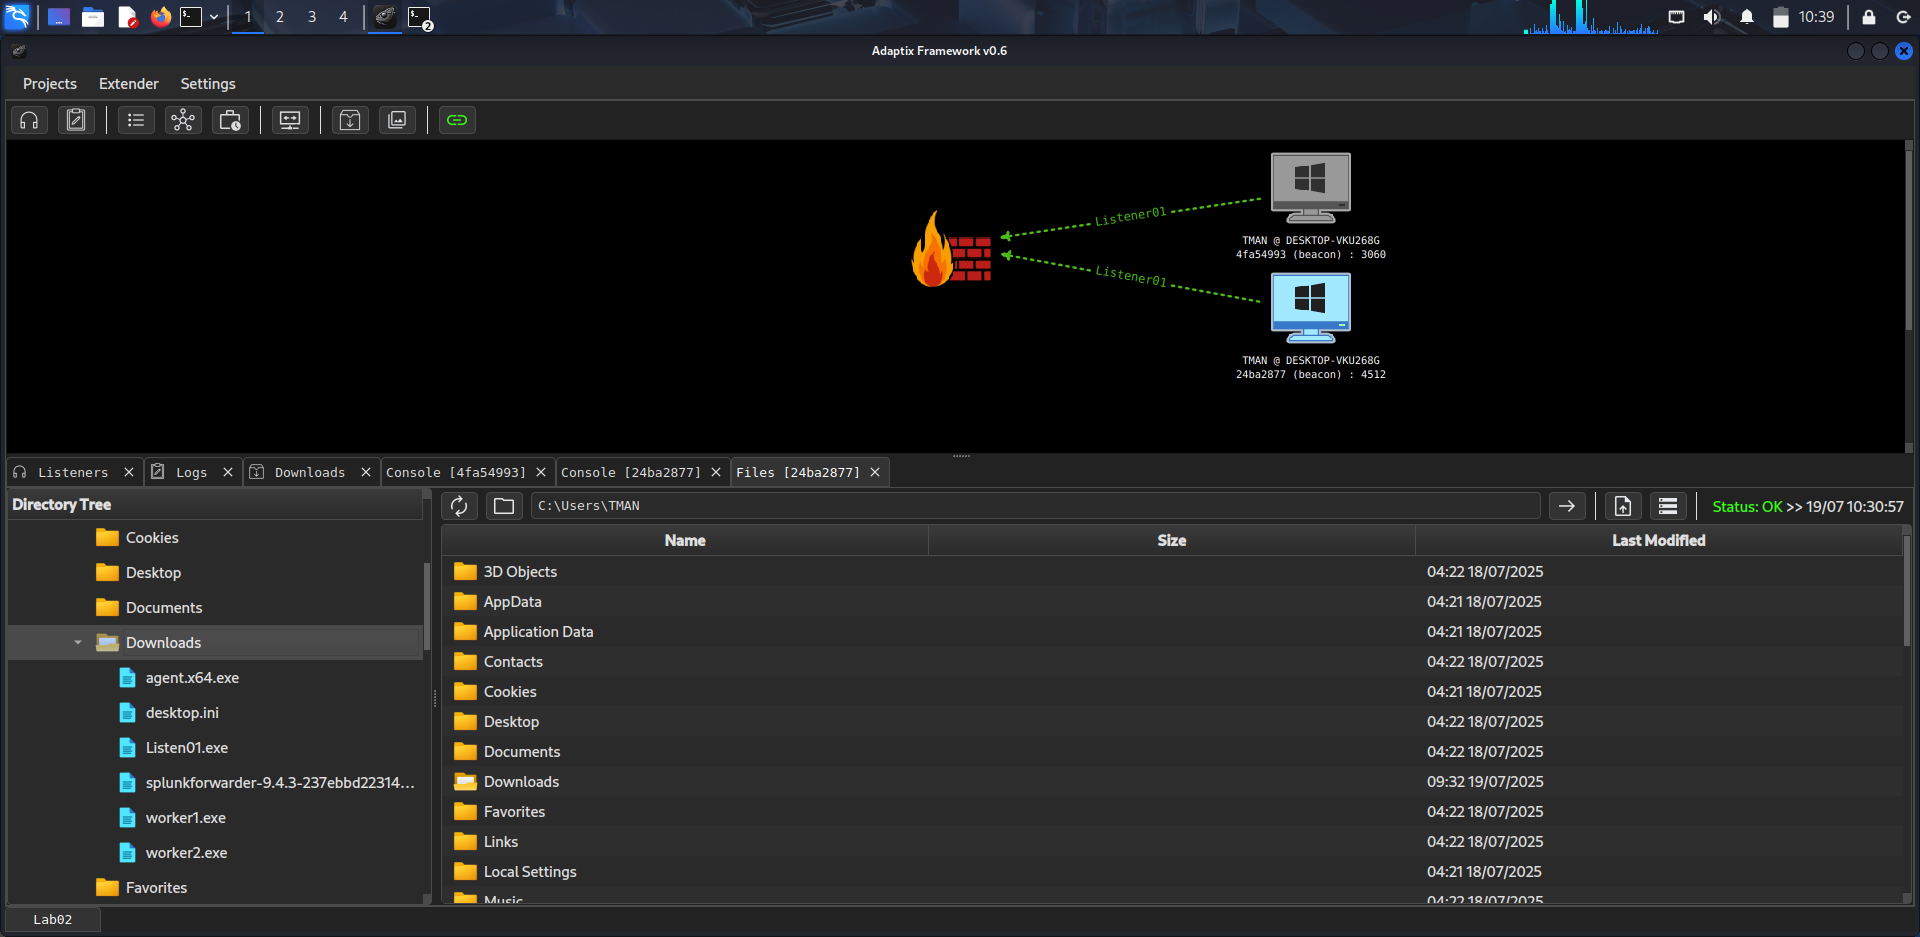 1 2 3 4 2 10:39
Adaptix Framework v0.6
Projects Extender Settings
Listener01
TMAN @ DESKTOP-VKU268G
4fa54993 (beacon) : 3060
Listener01
TMAN @ DESKTOP-VKU268G
24ba2877 (beacon) : 4512
Listeners Logs Downloads Console [4fa54993] Console [24ba2877] Files [24ba2877]
Directory Tree
Cookies
Desktop
Documents
Downloads
agent.x64.exe
desktop.ini
Listen01.exe
splunkforwarder-9.4.3-237ebbd22314...
worker1.exe
worker2.exe
Favorites
C:\Users\TMAN Status: OK >> 19/07 10:30:57
Name Size Last Modified
3D Objects 04:22 18/07/2025
AppData 04:21 18/07/2025
Application Data 04:21 18/07/2025
Contacts 04:22 18/07/2025
Cookies 04:21 18/07/2025
Desktop 04:22 18/07/2025
Documents 04:22 18/07/2025
Downloads 09:32 19/07/2025
Favorites 04:22 18/07/2025
Links 04:22 18/07/2025
Local Settings 04:21 18/07/2025
Music 04:22 18/07/2025
Lab02